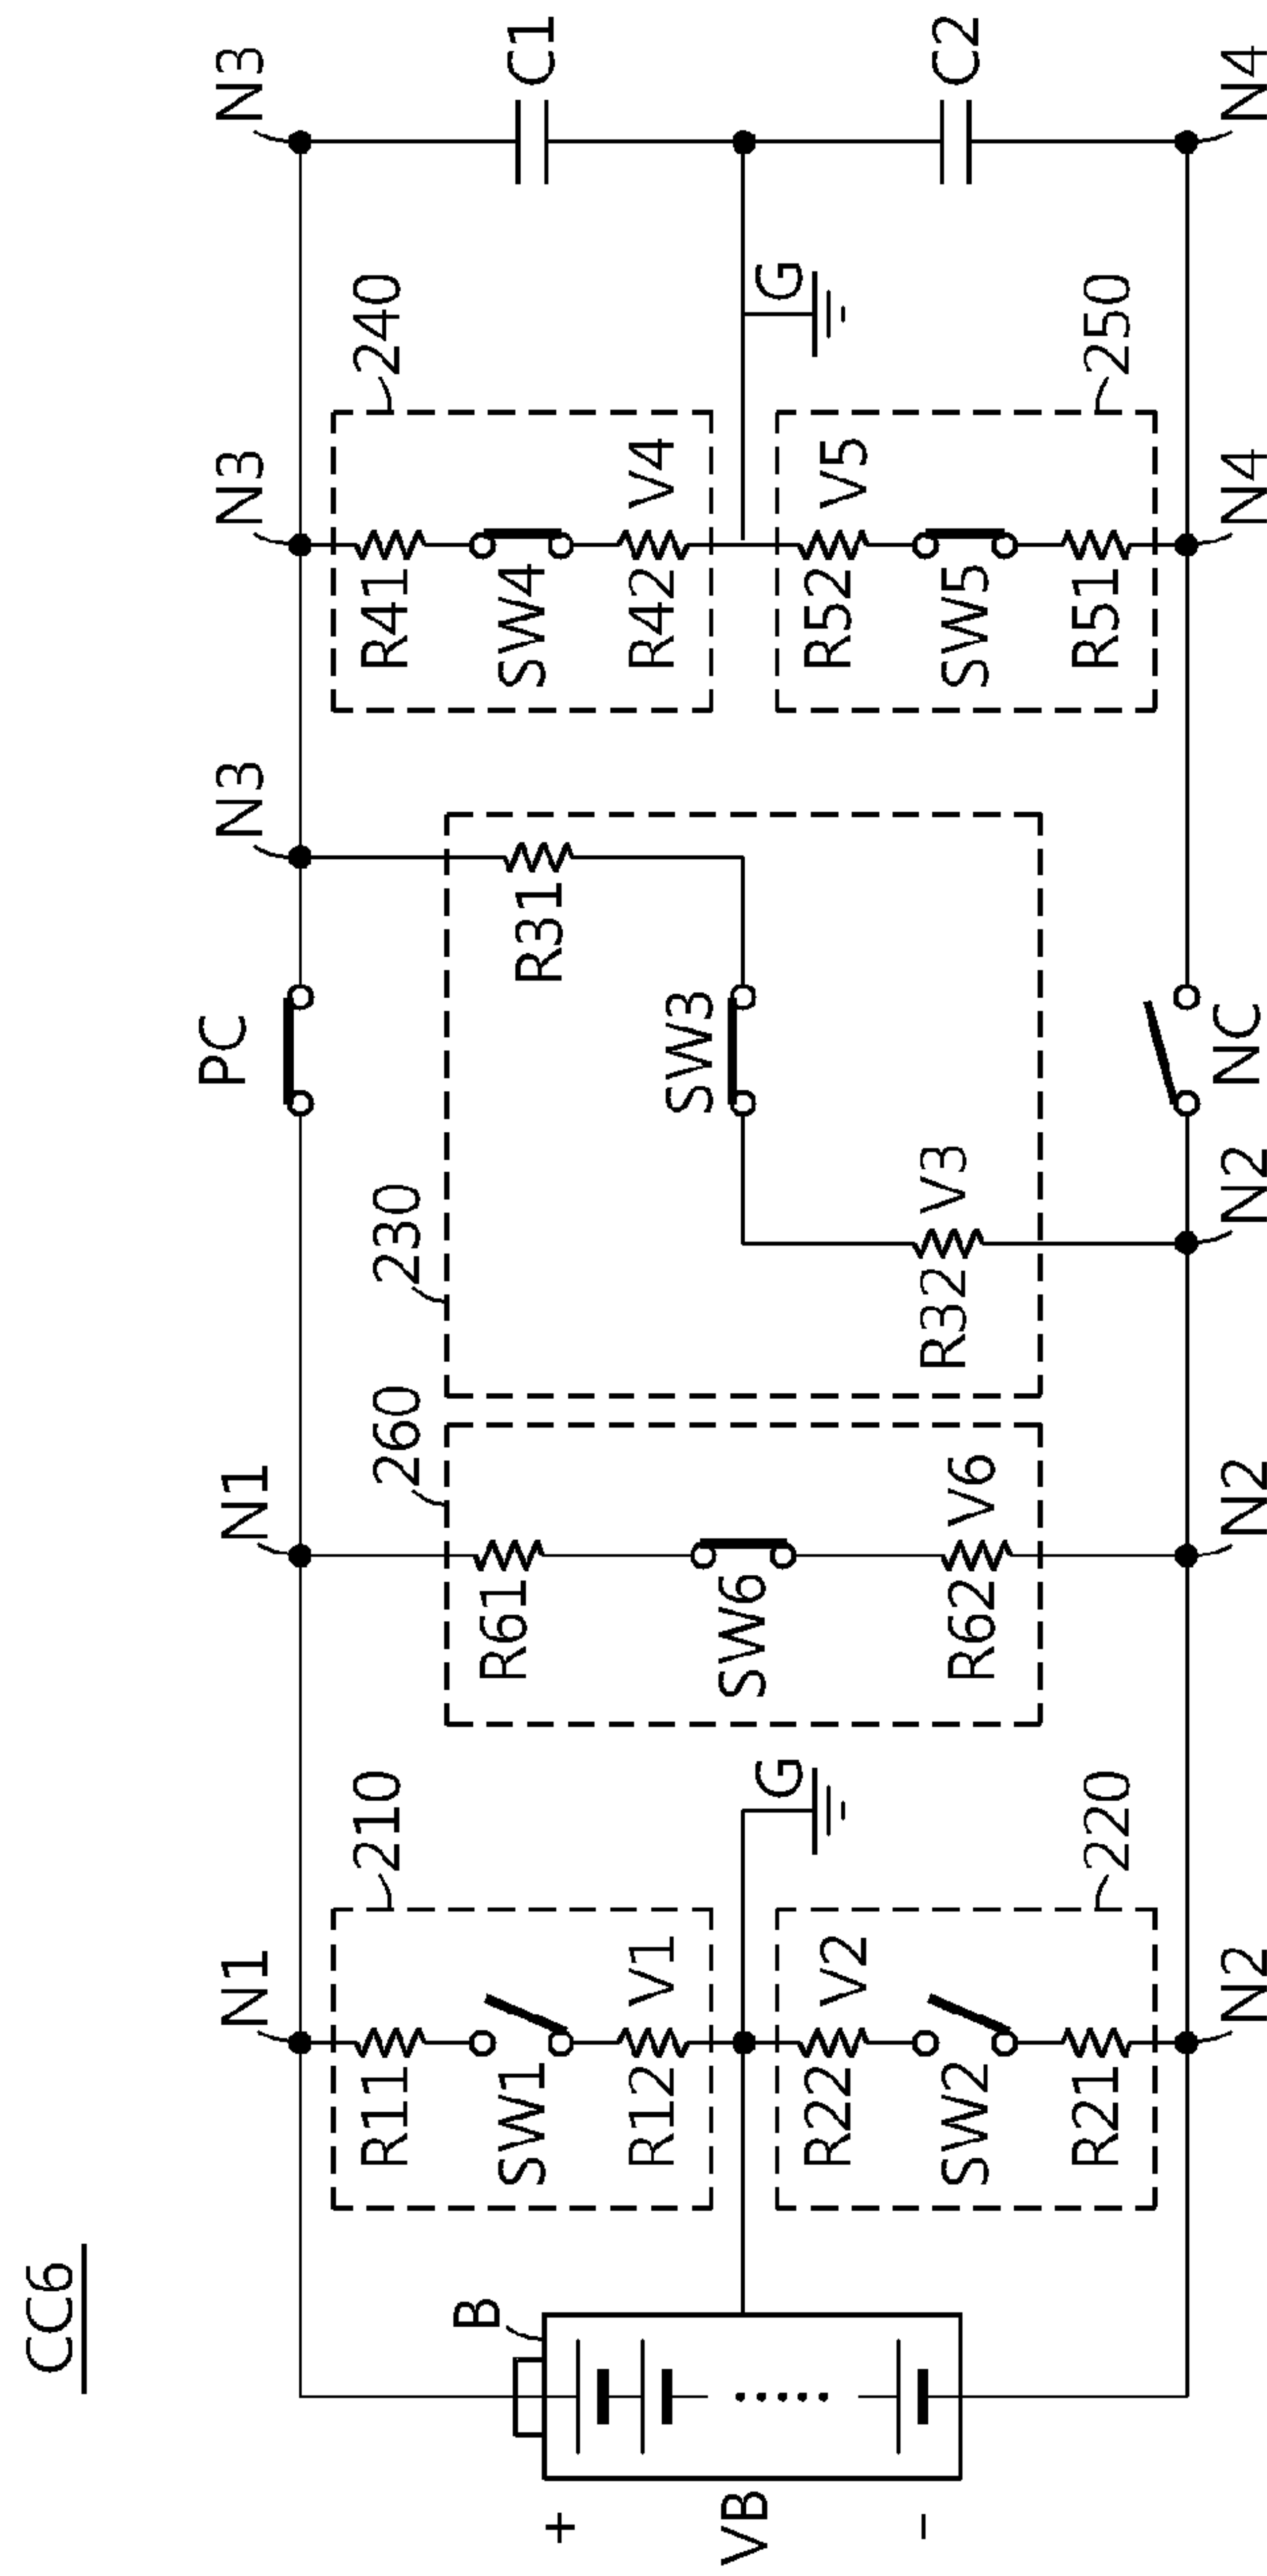 CC6
N1
N1
PC
N3
N3
N3
210
260
230
240
B
R11
SW1
R12
V1
R61
SW6
R62
V6
R31
SW3
R32
V3
R41
SW4
R42
V4
C1
+
VB
-
G
G
R22
V2
SW2
R21
220
R52
V5
SW5
R51
250
C2
N2
N2
N2
NC
N4
N4